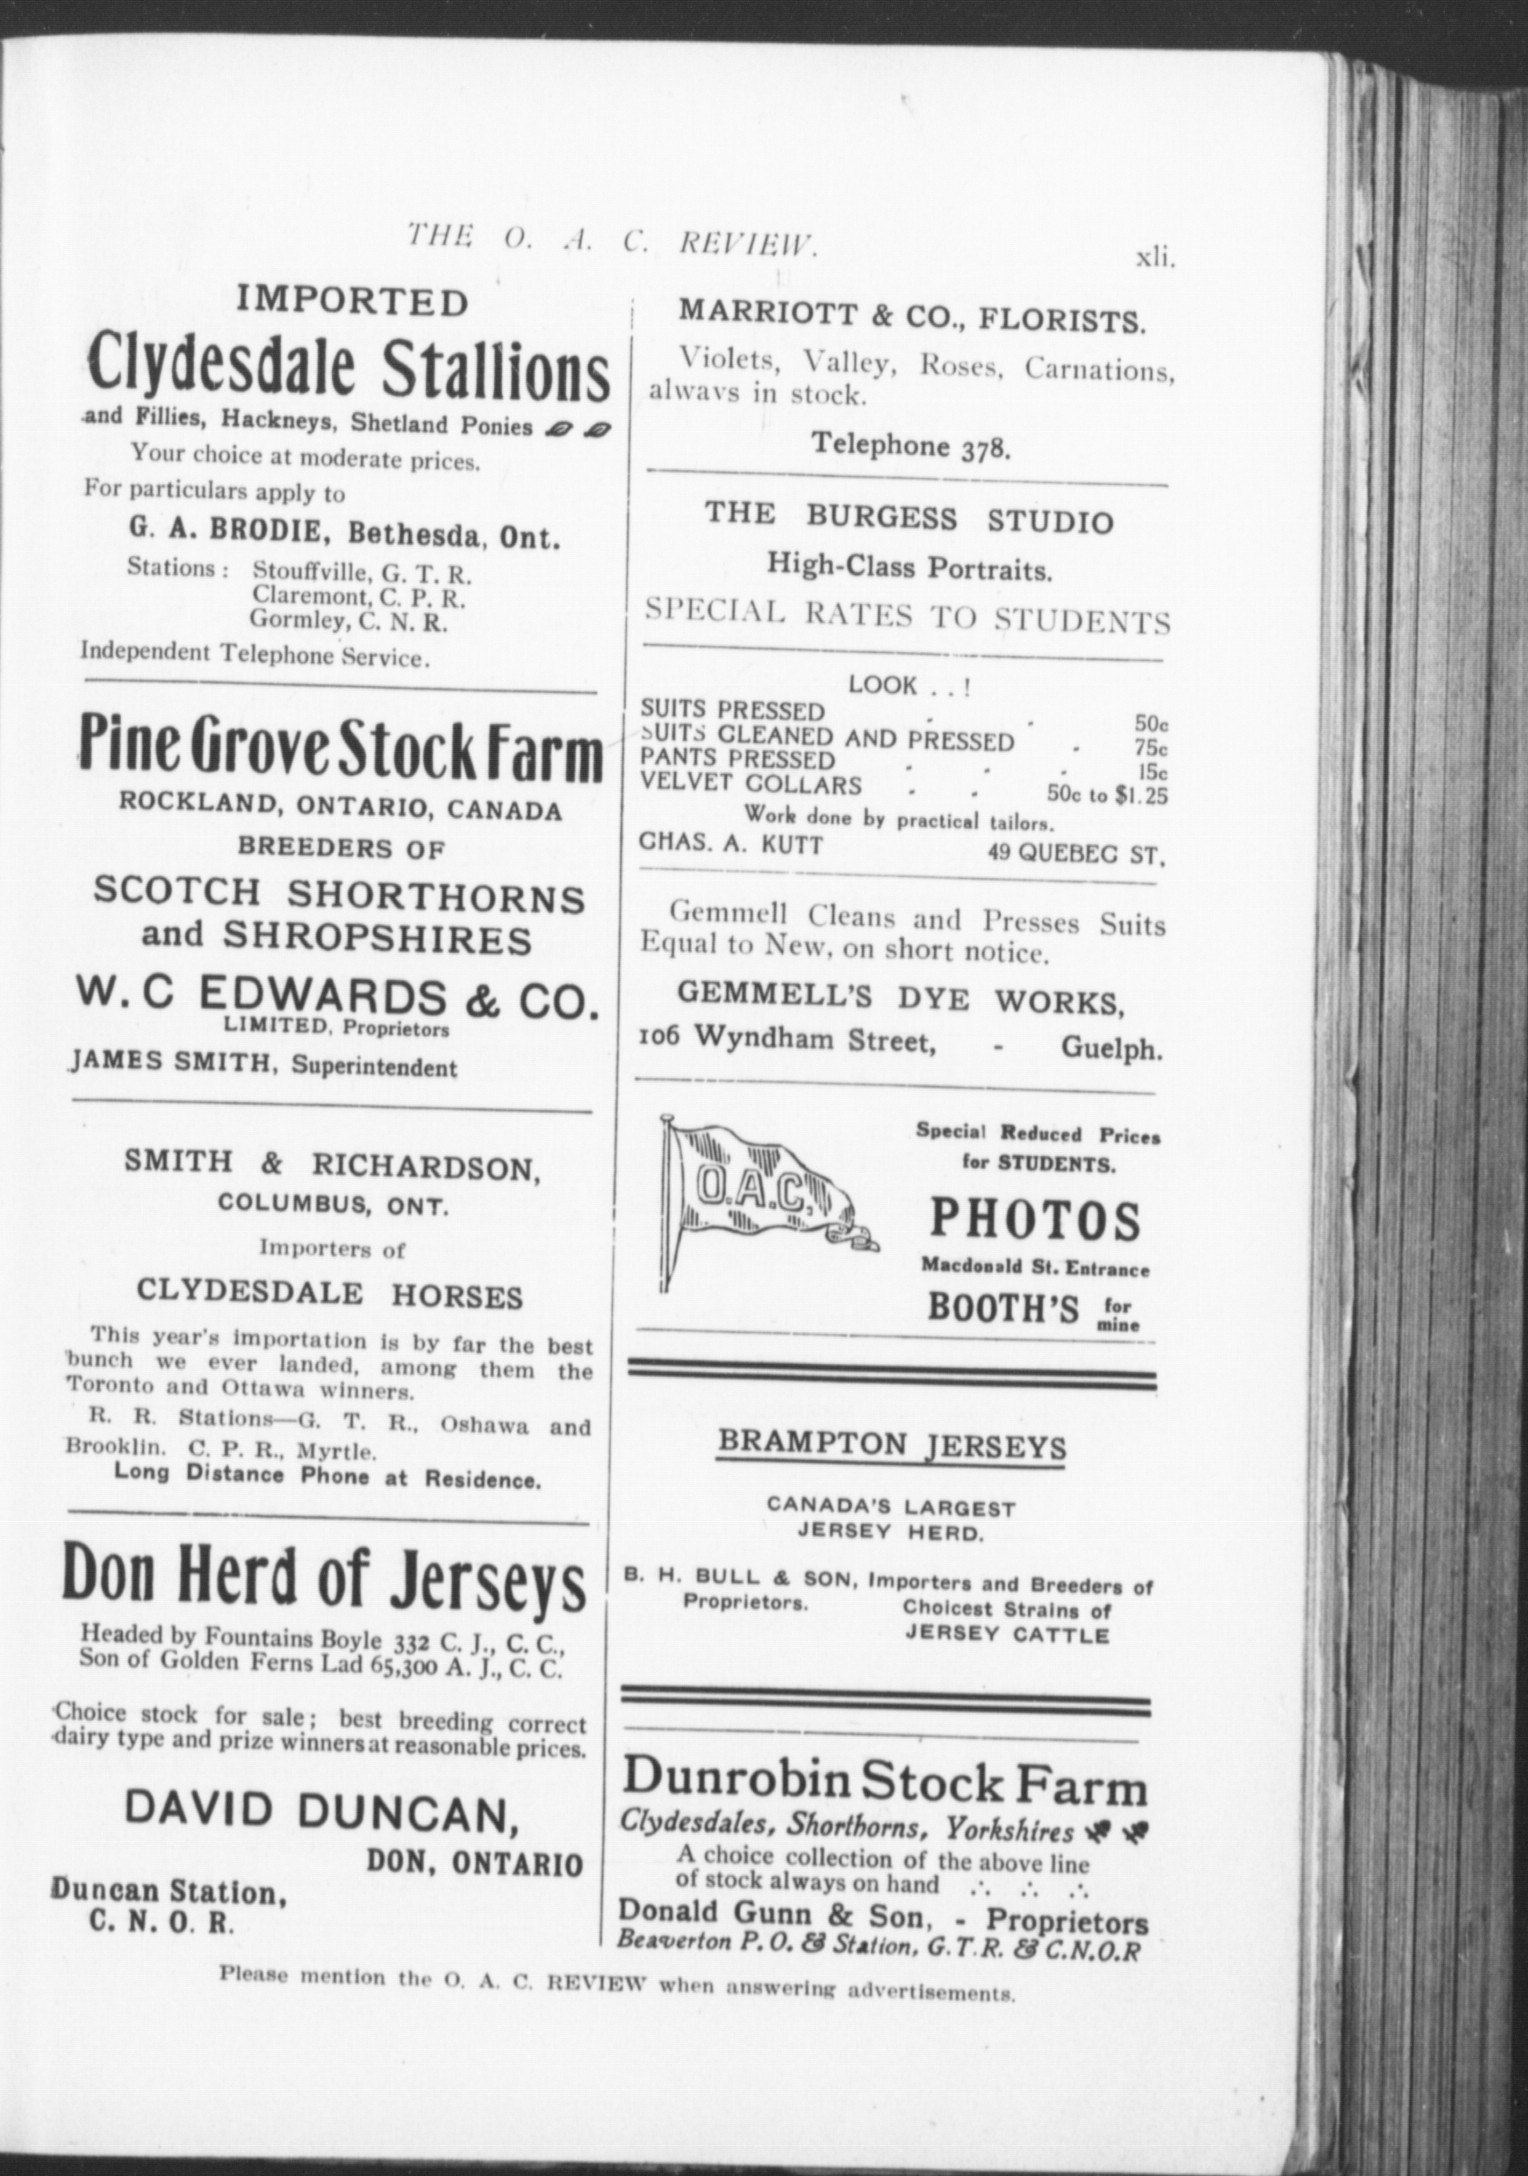 THE O. A. C. REVIEW.
xli.
IMPORTED
Clydesdale Stallions
and Fillies, Hackneys, Shetland Ponies
Your choice at moderate prices.
For particulars apply to
G. A. BRODIE, Bethesda, Ont.
Stations: Stouffville, G. T. R.
Claremont, C. P. R.
Gormley, C. N. R.
Independent Telephone Service.
Pine Grove Stock Farm
ROCKLAND, ONTARIO, CANADA
BREEDERS OF
SCOTCH SHORTHORNS
and SHROPSHIRES
W. C EDWARDS & CO.
LIMITED, Proprietors
JAMES SMITH, Superintendent
SMITH & RICHARDSON,
COLUMBUS, ONT.
Importers of
CLYDESDALE HORSES
This year's importation is by far the best
bunch we ever landed, among them the
Toronto and Ottawa winners.
R. R. Stations—G. T. R., Oshawa and
Brooklin. C. P. R., Myrtle.
Long Distance Phone at Residence.
Don Herd of Jerseys
Headed by Fountains Boyle 332 C. J., C. C.,
Son of Golden Ferns Lad 65,300 A. J., C. C.
Choice stock for sale; best breeding correct
dairy type and prize winners at reasonable prices.
DAVID DUNCAN,
DON, ONTARIO
Duncan Station,
C. N. O. R.
MARRIOTT & CO., FLORISTS.
Violets, Valley, Roses, Carnations,
always in stock.
Telephone 378.
THE BURGESS STUDIO
High-Class Portraits.
SPECIAL RATES TO STUDENTS
LOOK . . !
SUITS PRESSED . . 50c
SUITS CLEANED AND PRESSED . 75c
PANTS PRESSED . . . 15c
VELVET COLLARS . . 50c to $1.25
Work done by practical tailors.
CHAS. A. KUTT 49 QUEBEC ST.
Gemmell Cleans and Presses Suits
Equal to New, on short notice.
GEMMELL'S DYE WORKS,
106 Wyndham Street, - Guelph.
O.A.C.
Special Reduced Prices
for STUDENTS.
PHOTOS
Macdonald St. Entrance
BOOTH'S for mine
BRAMPTON JERSEYS
CANADA'S LARGEST
JERSEY HERD.
B. H. BULL & SON, Importers and Breeders of
Proprietors. Choicest Strains of
JERSEY CATTLE
Dunrobin Stock Farm
Clydesdales, Shorthorns, Yorkshires
A choice collection of the above line
of stock always on hand ∴ ∴ ∴
Donald Gunn & Son, - Proprietors
Beaverton P. O. & Station, G. T. R. & C.N.O.R
Please mention the O. A. C. REVIEW when answering advertisements.